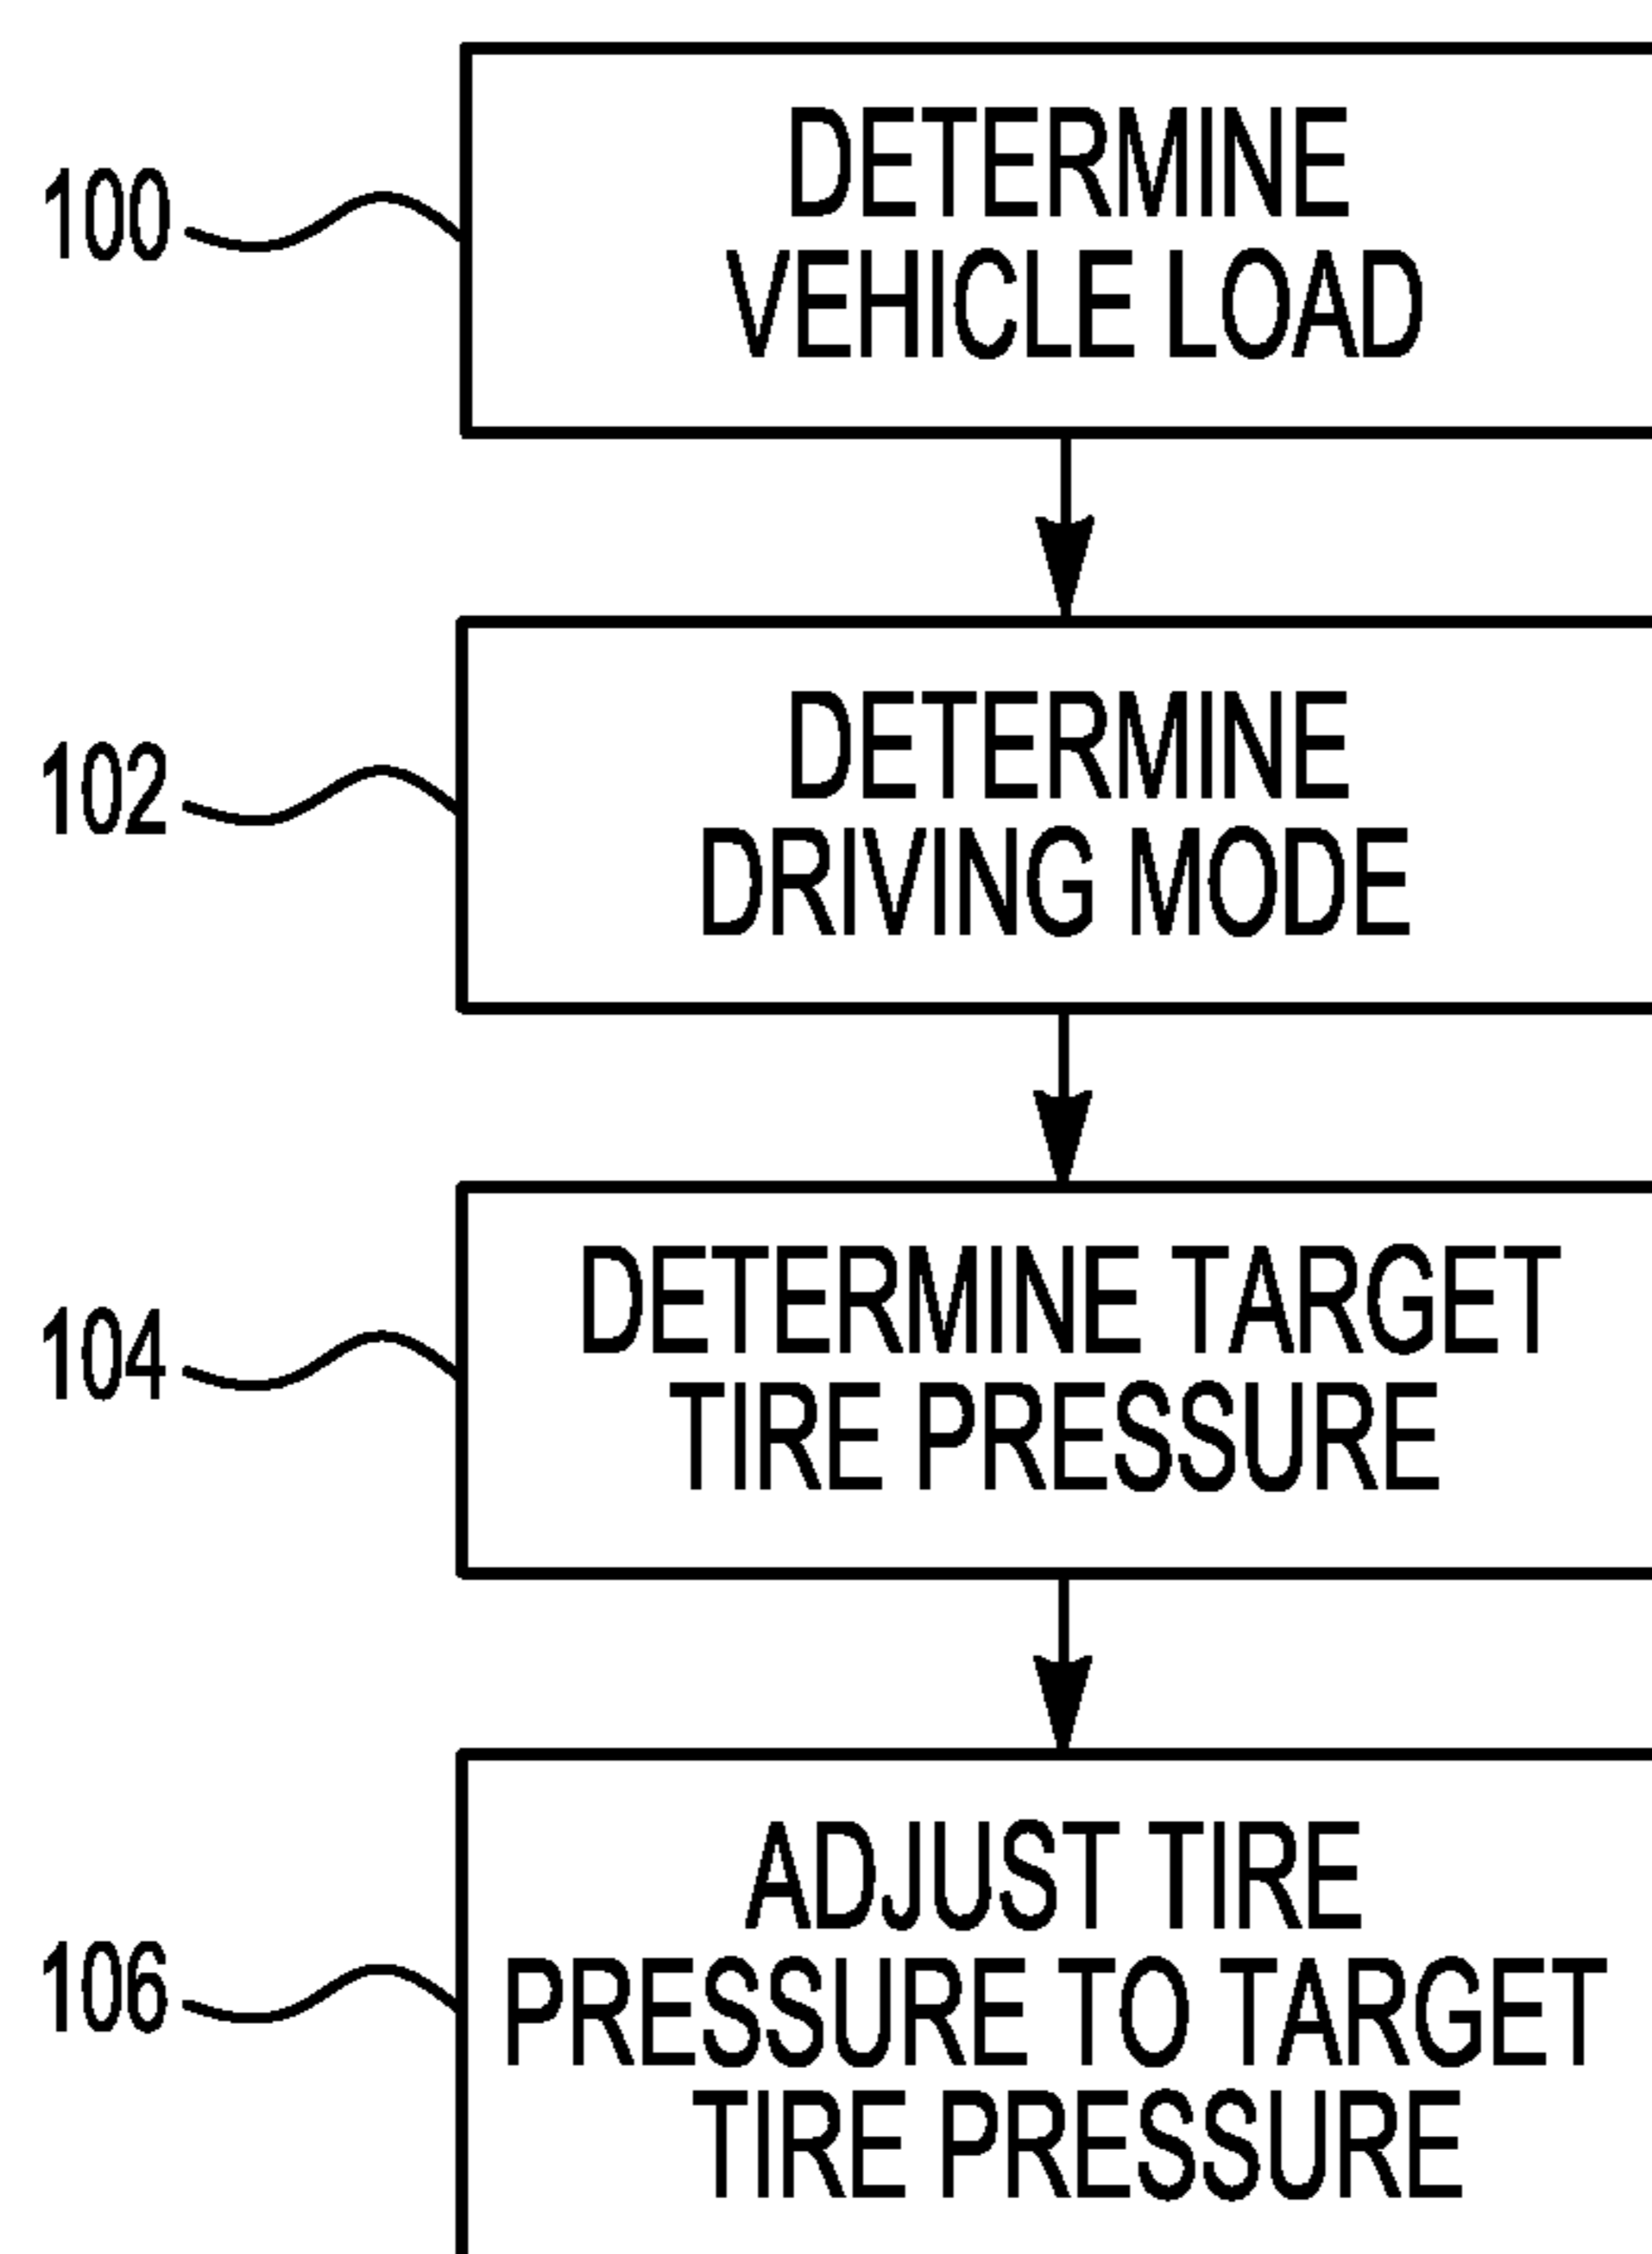 100
DETERMINE
VEHICLE LOAD
102
DETERMINE
DRIVING MODE
104
DETERMINE TARGET
TIRE PRESSURE
106
ADJUST TIRE
PRESSURE TO TARGET
TIRE PRESSURE